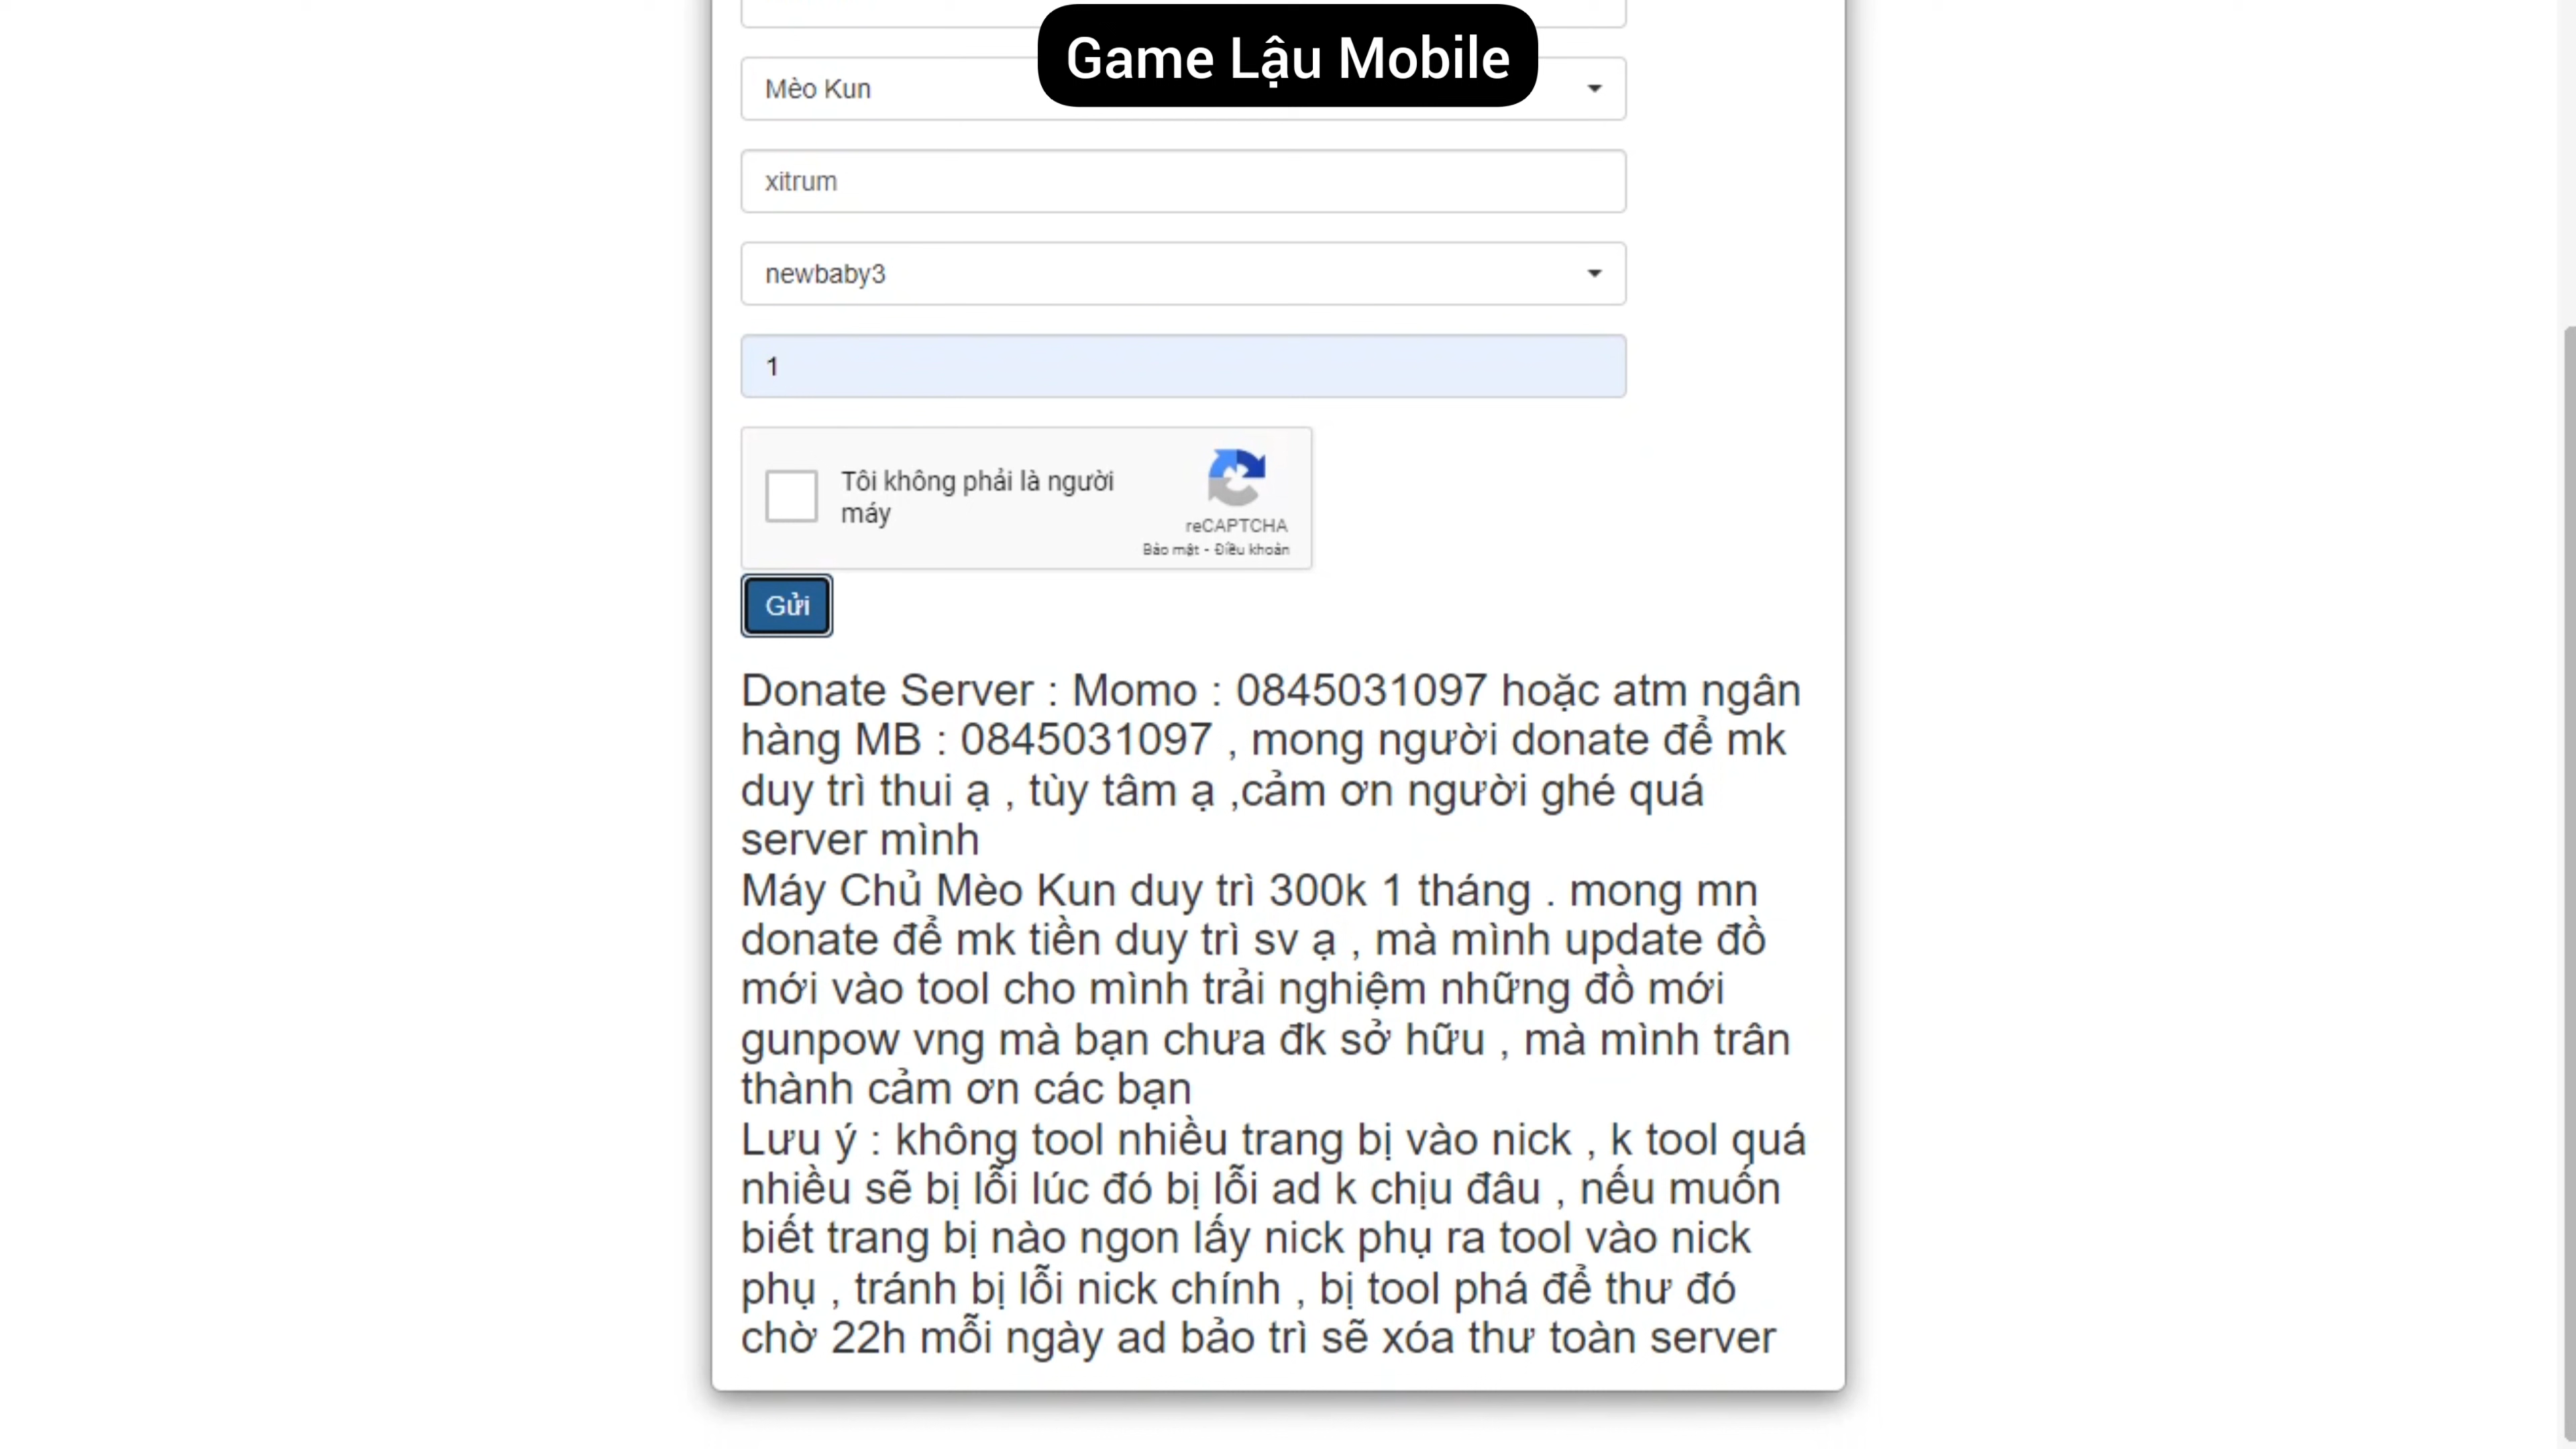 Game Lậu Mobile
Mèo Kun
xitrum
newbaby3
1
Tôi không phải là người
máy
reCAPTCHA
Bảo mật - Điều khoản
Gửi
Donate Server : Momo : 0845031097 hoặc atm ngân
hàng MB : 0845031097 , mong người donate để mk
duy trì thui ạ , tùy tâm ạ ,cảm ơn người ghé quá
server mình
Máy Chủ Mèo Kun duy trì 300k 1 tháng . mong mn
donate để mk tiền duy trì sv ạ , mà mình update đồ
mới vào tool cho mình trải nghiệm những đồ mới
gunpow vng mà bạn chưa đk sở hữu , mà mình trân
thành cảm ơn các bạn
Lưu ý : không tool nhiều trang bị vào nick , k tool quá
nhiều sẽ bị lỗi lúc đó bị lỗi ad k chịu đâu , nếu muốn
biết trang bị nào ngon lấy nick phụ ra tool vào nick
phụ , tránh bị lỗi nick chính , bị tool phá để thư đó
chờ 22h mỗi ngày ad bảo trì sẽ xóa thư toàn server